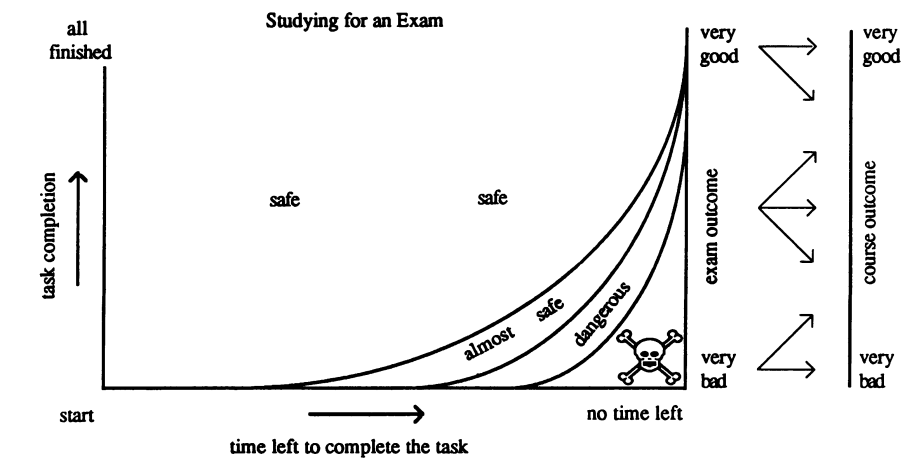 Studying for an Exam
all
finished
task completion
safe
safe
almost safe
dangerous
very
good
exam outcome
very
bad
very
good
course outcome
very
bad
start
no time left
time left to complete the task